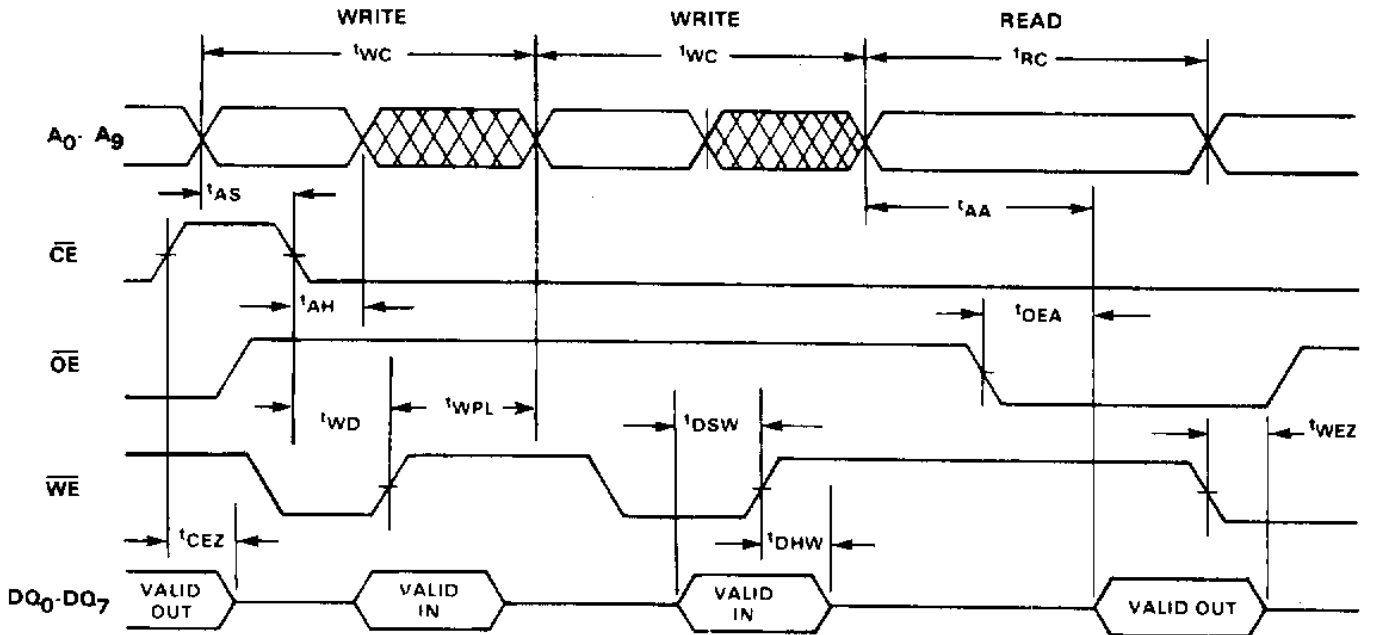 WRITE WRITE READ
tWC tWC tRC
A0- A9
tAS tAA
CE
tAH tOEA
OE
tWD tWPL tDSW tWEZ
WE
tCEZ tDHW
DQ0-DQ7 VALID OUT VALID IN VALID IN VALID OUT